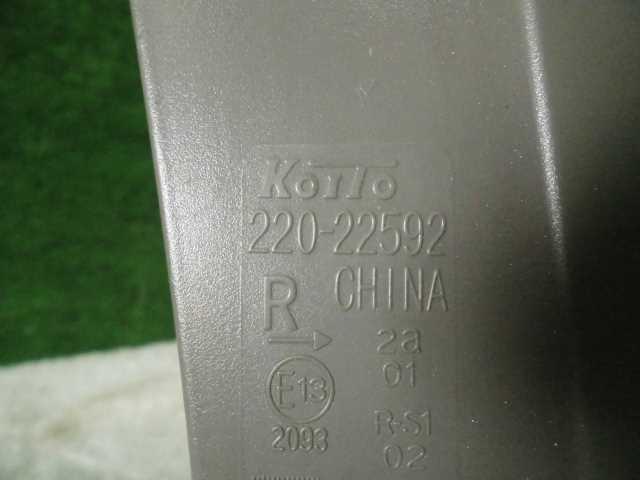 KOITO
220-22592
R CHINA
2a
01
E13
R-S1
2093
02